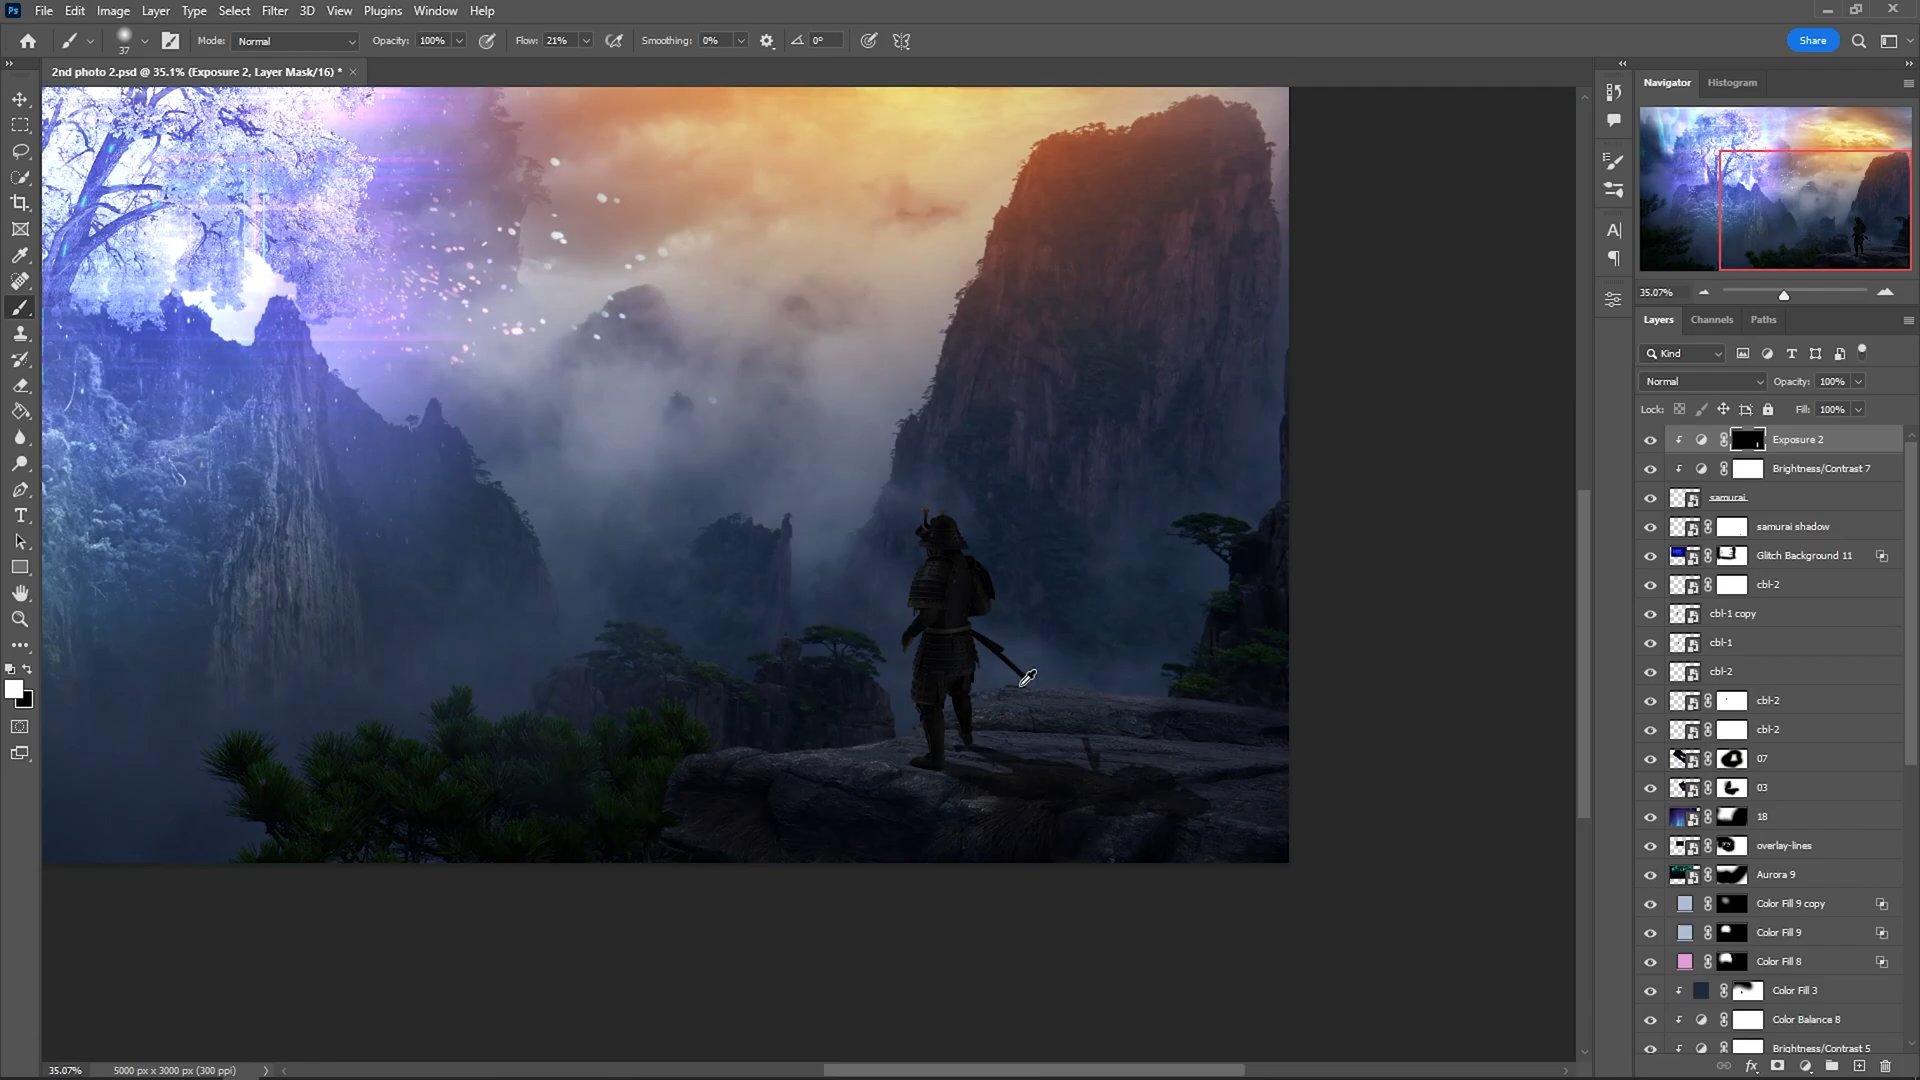 Ps File Edit Image Layer Type Select Filter 3D View Plugins Window Help
37 Mode: Normal Opacity: 100% Flow: 21% Smoothing: 0% 0° Share
2nd photo 2.psd @ 35.1% (Exposure 2, Layer Mask/16) *
Navigator Histogram
35.07%
Layers Channels Paths
Kind
Normal Opacity: 100%
Lock: Fill: 100%
Exposure 2
Brightness/Contrast 7
samurai
samurai shadow
Glitch Background 11
cbl-2
cbl-1 copy
cbl-1
cbl-2
cbl-2
cbl-2
07
03
18
overlay-lines
Aurora 9
Color Fill 9 copy
Color Fill 9
Color Fill 8
Color Fill 3
Color Balance 8
Brightness/Contrast 5
35.07% 5000 px x 3000 px (300 ppi)